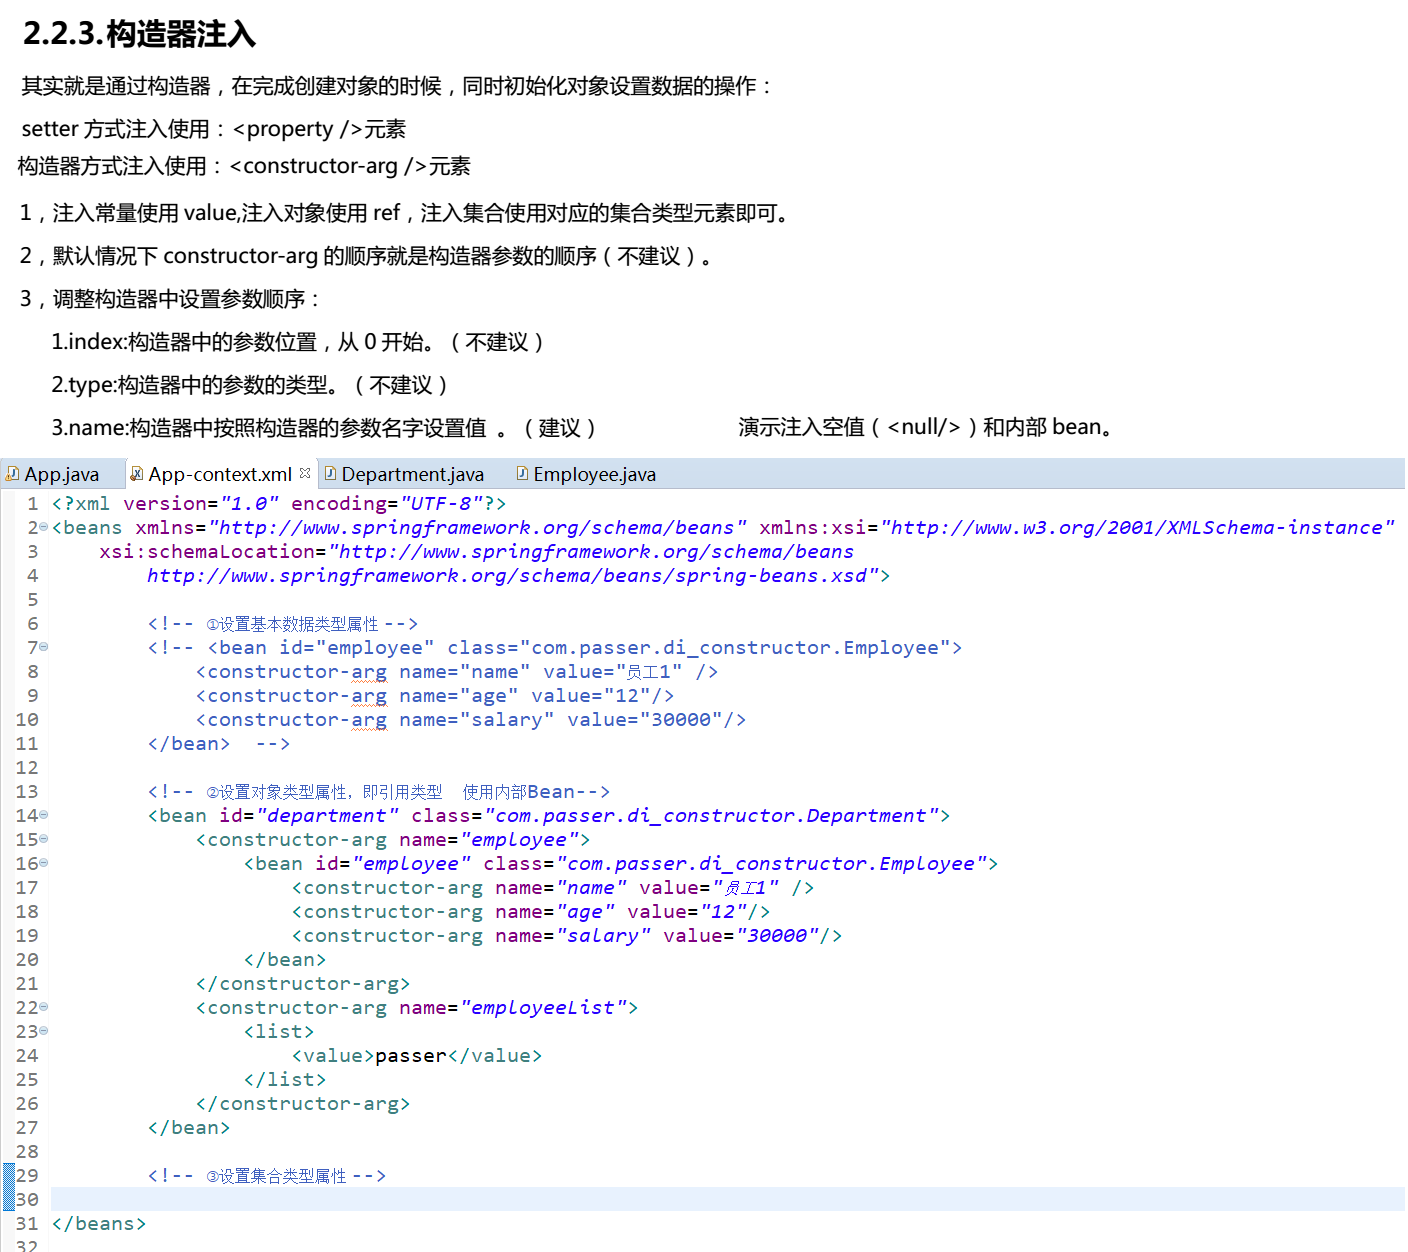 2.2.3.构造器注入
其实就是通过构造器，在完成创建对象的时候，同时初始化对象设置数据的操作：
setter 方式注入使用：<property />元素
构造器方式注入使用：<constructor-arg />元素
1，注入常量使用 value,注入对象使用 ref，注入集合使用对应的集合类型元素即可。
2，默认情况下 constructor-arg 的顺序就是构造器参数的顺序（不建议）。
3，调整构造器中设置参数顺序：
1.index:构造器中的参数位置，从 0 开始。（不建议）
2.type:构造器中的参数的类型。（不建议）
3.name:构造器中按照构造器的参数名字设置值 。（建议） 演示注入空值（<null/>）和内部 bean。
App.java App-context.xml Department.java Employee.java
1 <?xml version="1.0" encoding="UTF-8"?>
2 <beans xmlns="http://www.springframework.org/schema/beans" xmlns:xsi="http://www.w3.org/2001/XMLSchema-instance"
3 xsi:schemaLocation="http://www.springframework.org/schema/beans
4 http://www.springframework.org/schema/beans/spring-beans.xsd">
5
6 <!-- ①设置基本数据类型属性 -->
7 <!-- <bean id="employee" class="com.passer.di_constructor.Employee">
8 <constructor-arg name="name" value="员工1" />
9 <constructor-arg name="age" value="12"/>
10 <constructor-arg name="salary" value="30000"/>
11 </bean> -->
12
13 <!-- ②设置对象类型属性，即引用类型 使用内部Bean-->
14 <bean id="department" class="com.passer.di_constructor.Department">
15 <constructor-arg name="employee">
16 <bean id="employee" class="com.passer.di_constructor.Employee">
17 <constructor-arg name="name" value="员工1" />
18 <constructor-arg name="age" value="12"/>
19 <constructor-arg name="salary" value="30000"/>
20 </bean>
21 </constructor-arg>
22 <constructor-arg name="employeeList">
23 <list>
24 <value>passer</value>
25 </list>
26 </constructor-arg>
27 </bean>
28
29 <!-- ③设置集合类型属性 -->
30
31 </beans>
32